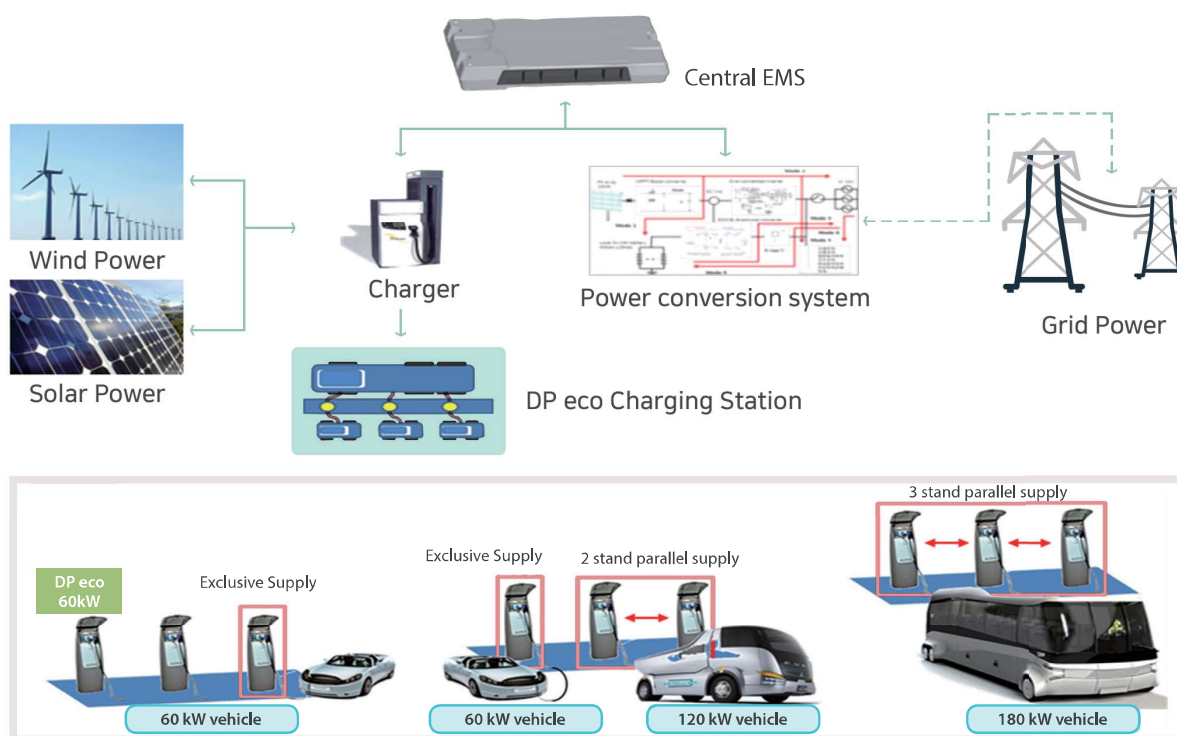 Central EMS
Wind Power
Charger
Power conversion system
Grid Power
Solar Power
DP eco Charging Station
3 stand parallel supply
Exclusive Supply
2 stand parallel supply
DP eco
60kW
Exclusive Supply
60 kW vehicle
60 kW vehicle
120 kW vehicle
180 kW vehicle